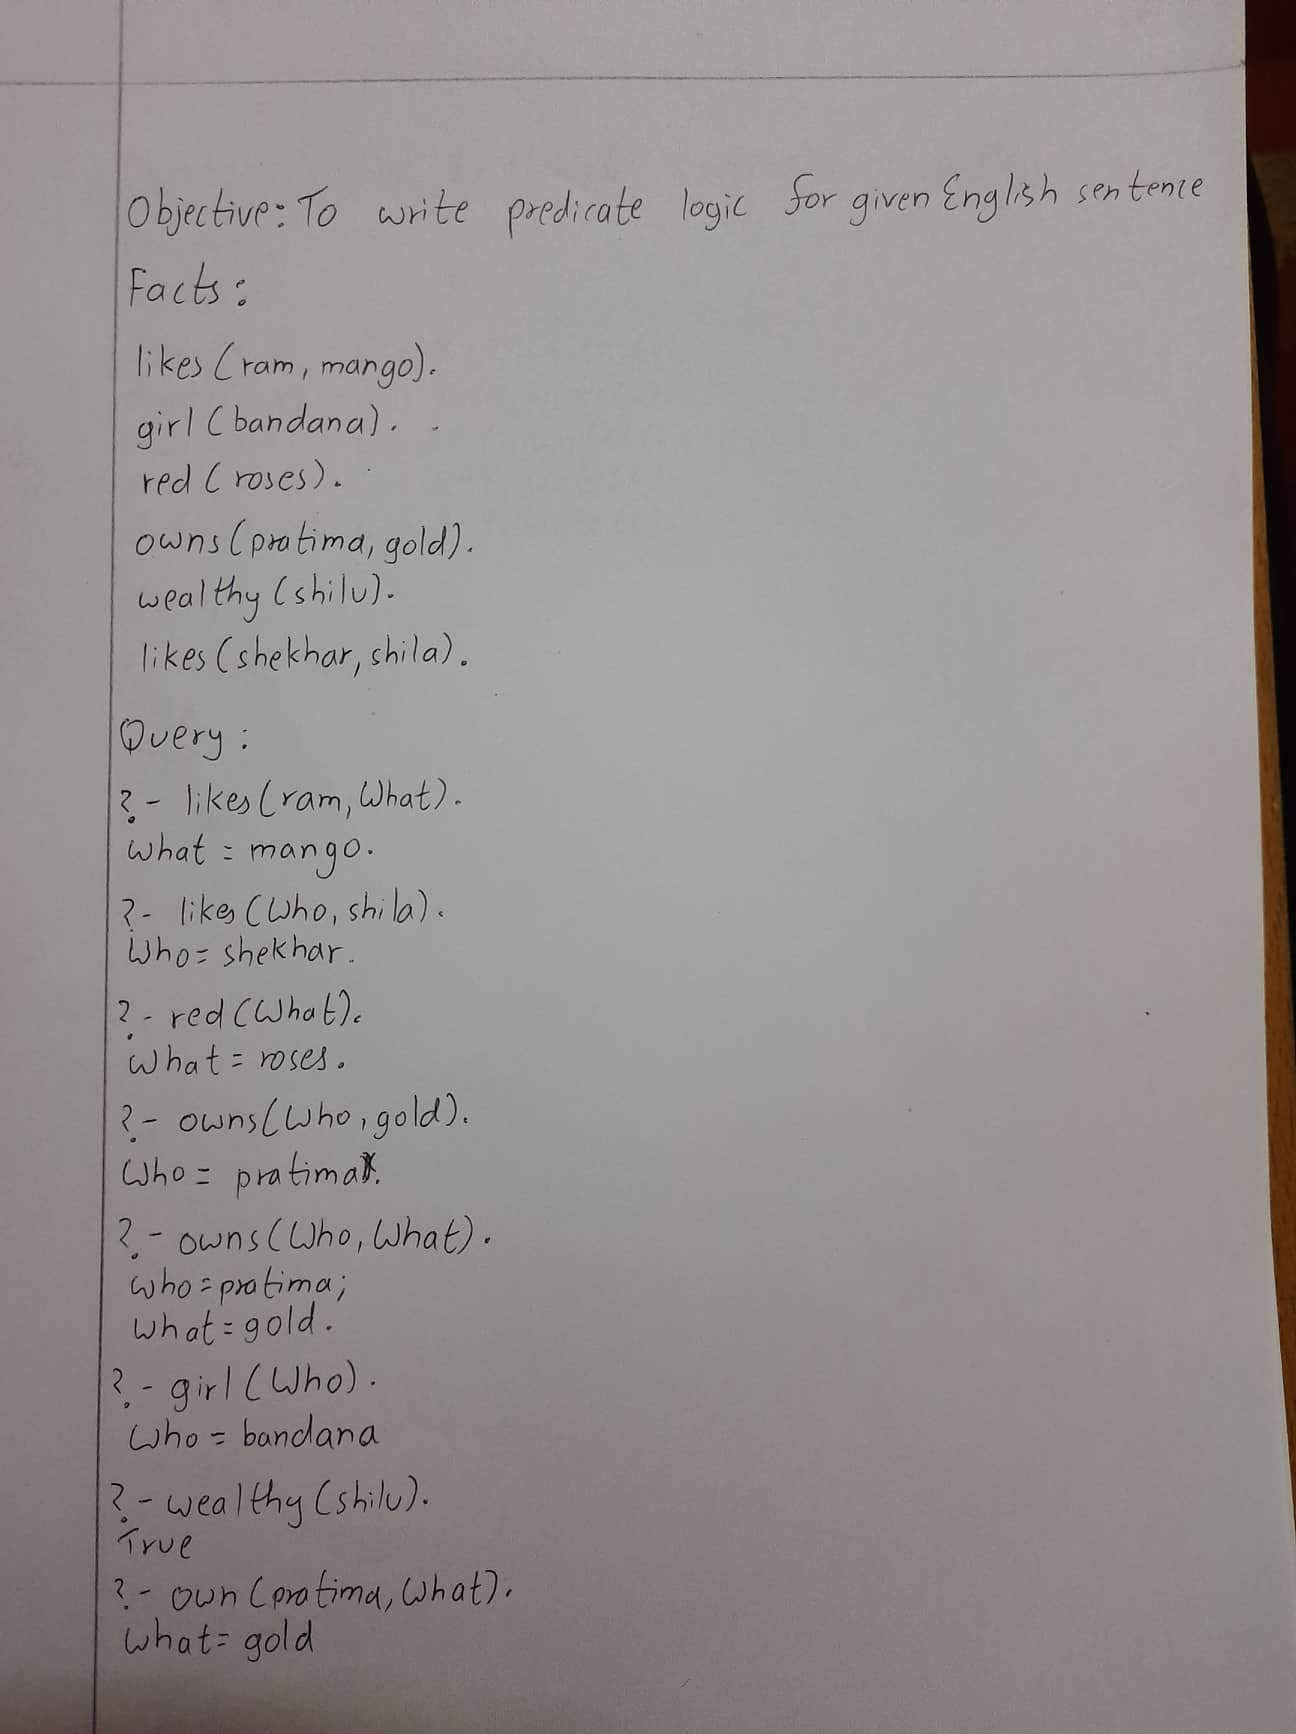 Objective: To write predicate logic for given English sentence
Facts:
likes (ram, mango).
girl (bandana).
red (roses).
owns (pratima, gold).
wealthy (shilu).
likes (shekhar, shila).
Query:
?- likes (ram, What).
What = mango.
?- likes (Who, shila).
Who = shekhar.
?- red (What).
What = roses.
?- owns (Who, gold).
Who = pratima.
?- owns (Who, What).
Who = pratima;
What = gold.
?- girl (Who).
Who = bandana
?- wealthy (shilu).
True
?- own (pratima, What).
What = gold